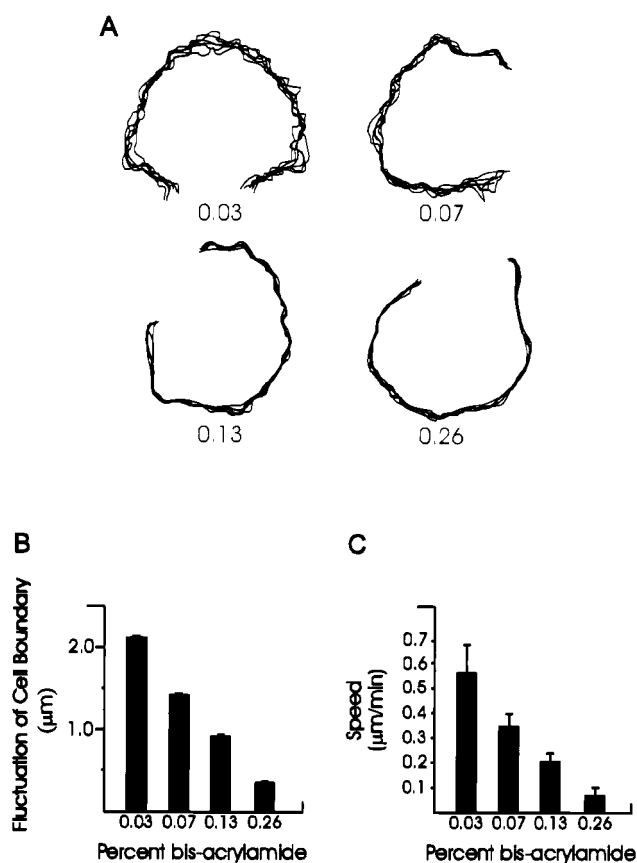 A
0.03
0.07
0.13
0.26
B
Fluctuation of Cell Boundary
(μm)
2.0
1.0
0.03 0.07 0.13 0.26
Percent bis-acrylamide
C
Speed
(μm/min)
0.7
0.6
0.5
0.4
0.3
0.2
0.1
0.03 0.07 0.13 0.26
Percent bis-acrylamide